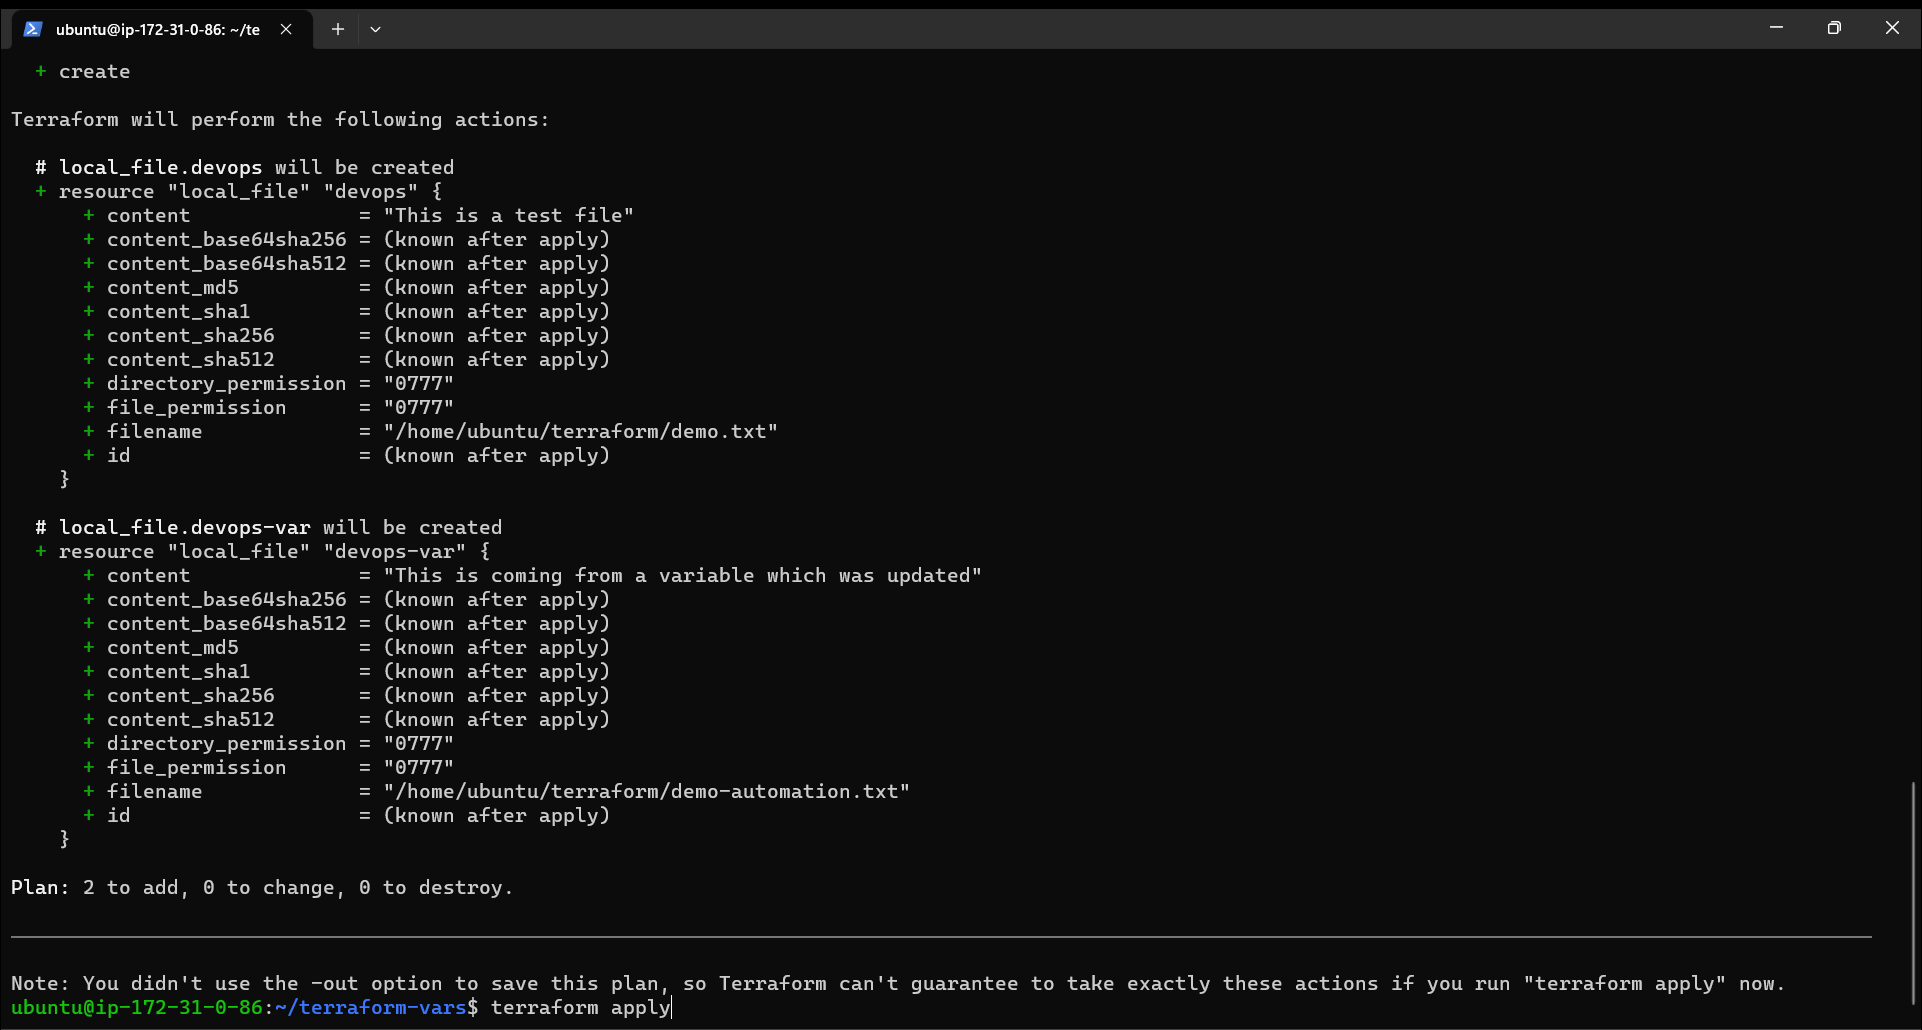 ubuntu@ip-172-31-0-86: ~/te
+ create
Terraform will perform the following actions:
# local_file.devops will be created
+ resource "local_file" "devops" {
+ content = "This is a test file"
+ content_base64sha256 = (known after apply)
+ content_base64sha512 = (known after apply)
+ content_md5 = (known after apply)
+ content_sha1 = (known after apply)
+ content_sha256 = (known after apply)
+ content_sha512 = (known after apply)
+ directory_permission = "0777"
+ file_permission = "0777"
+ filename = "/home/ubuntu/terraform/demo.txt"
+ id = (known after apply)
}
# local_file.devops-var will be created
+ resource "local_file" "devops-var" {
+ content = "This is coming from a variable which was updated"
+ content_base64sha256 = (known after apply)
+ content_base64sha512 = (known after apply)
+ content_md5 = (known after apply)
+ content_sha1 = (known after apply)
+ content_sha256 = (known after apply)
+ content_sha512 = (known after apply)
+ directory_permission = "0777"
+ file_permission = "0777"
+ filename = "/home/ubuntu/terraform/demo-automation.txt"
+ id = (known after apply)
}
Plan: 2 to add, 0 to change, 0 to destroy.
Note: You didn't use the -out option to save this plan, so Terraform can't guarantee to take exactly these actions if you run "terraform apply" now.
ubuntu@ip-172-31-0-86:~/terraform-vars$ terraform apply